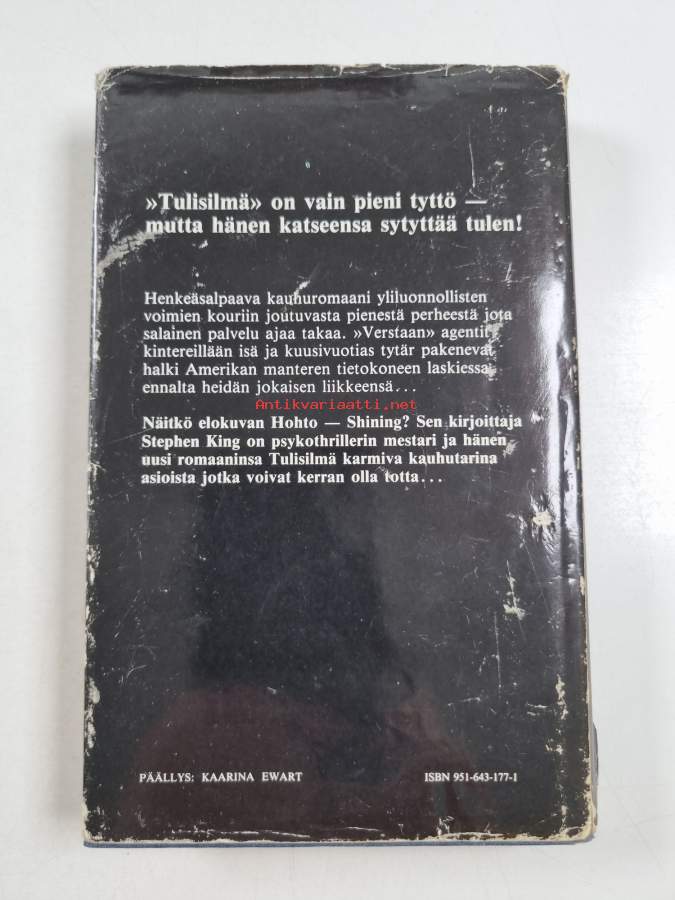 »Tulisilmä» on vain pieni tyttö —
mutta hänen katseensa sytyttää tulen!
Henkeäsalpaava kauhuromaani yliluonnollisten
voimien kouriin joutuvasta pienestä perheestä jota
salainen palvelu ajaa takaa. »Verstaan» agentit
kintereillään isä ja kuusivuotias tytär pakenevat
halki Amerikan manteren tietokoneen laskiessa
ennalta heidän jokaisen liikkeensä...
Antikvariaatti.net
Näitkö elokuvan Hohto — Shining? Sen kirjoittaja
Stephen King on psykothrillerin mestari ja hänen
uusi romaaninsa Tulisilmä karmiva kauhutarina
asioista jotka voivat kerran olla totta...
PÄÄLLYS: KAARINA EWART
ISBN 951-643-177-1